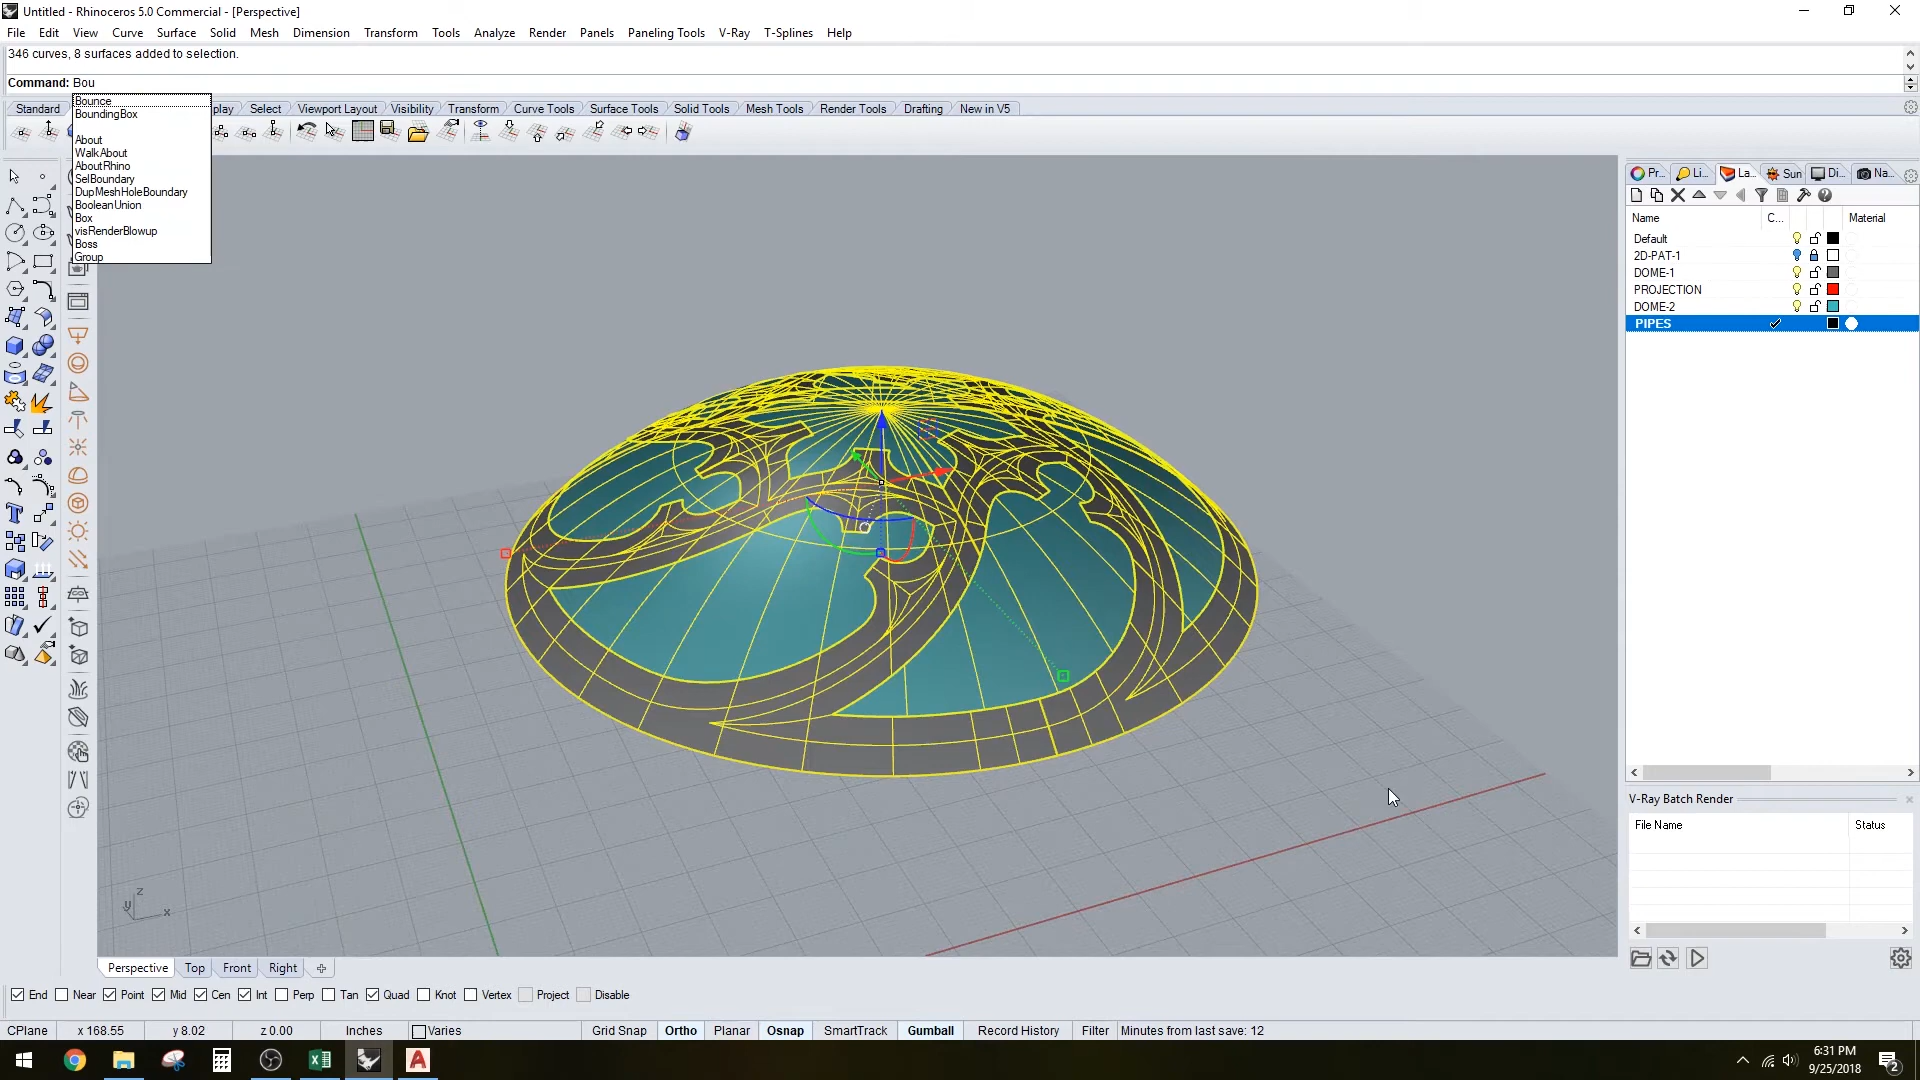 Untitled - Rhinoceros 5.0 Commercial - [Perspective]
File Edit View Curve Surface Solid Mesh Dimension Transform Tools Analyze Render Panels Paneling Tools V-Ray T-Splines Help
346 curves, 8 surfaces added to selection.
Command: Bou
Bounce
BoundingBox
About
WalkAbout
AboutRhino
SelBoundary
DupMeshHoleBoundary
BooleanUnion
Box
visRenderBlowup
Boss
Group
Standard play Select Viewport Layout Visibility Transform Curve Tools Surface Tools Solid Tools Mesh Tools Render Tools Drafting New in V5
Pr... Li... La... Sun Di... Na...
Name C... Material
Default
2D-PAT-1
DOME-1
PROJECTION
DOME-2
PIPES
V-Ray Batch Render
File Name Status
z
y x
Perspective Top Front Right
End Near Point Mid Cen Int Perp Tan Quad Knot Vertex Project Disable
CPlane x 168.55 y 8.02 z 0.00 Inches Varies Grid Snap Ortho Planar Osnap SmartTrack Gumball Record History Filter Minutes from last save: 12
6:31 PM
9/25/2018
2